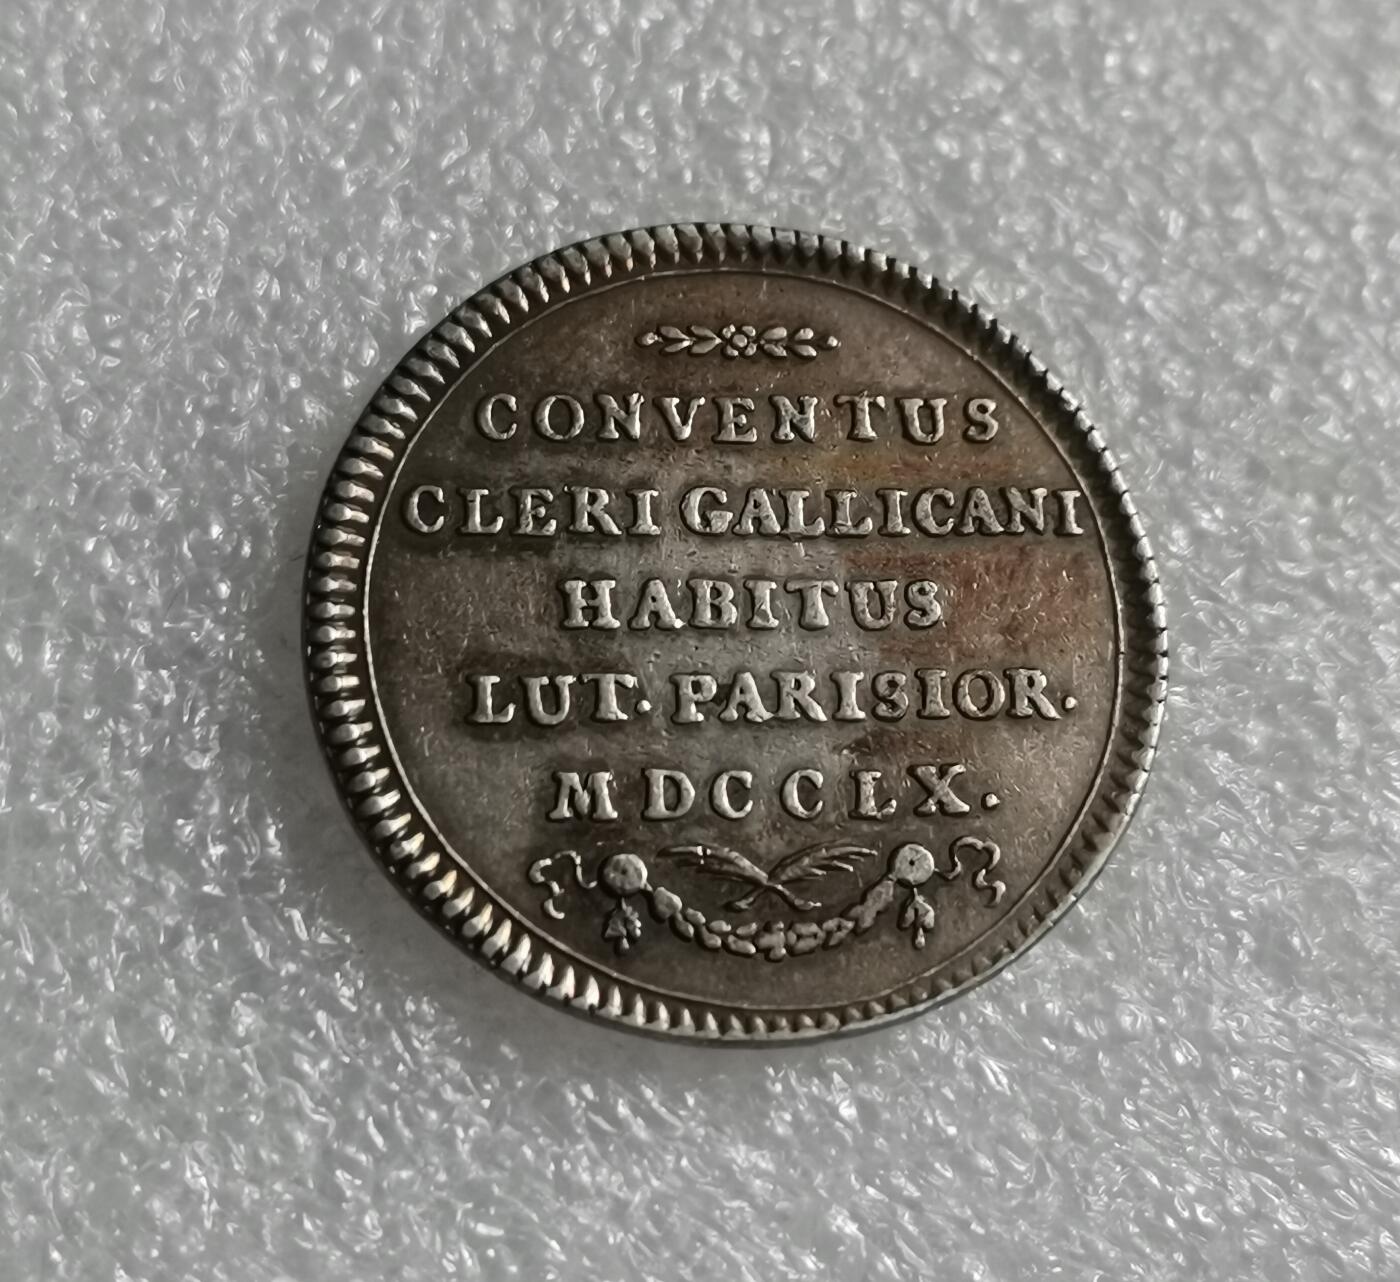 CONVENTUS
CLERI GALLICANI
HABITUS
LUT. PARISIOR.
MDCCLX.